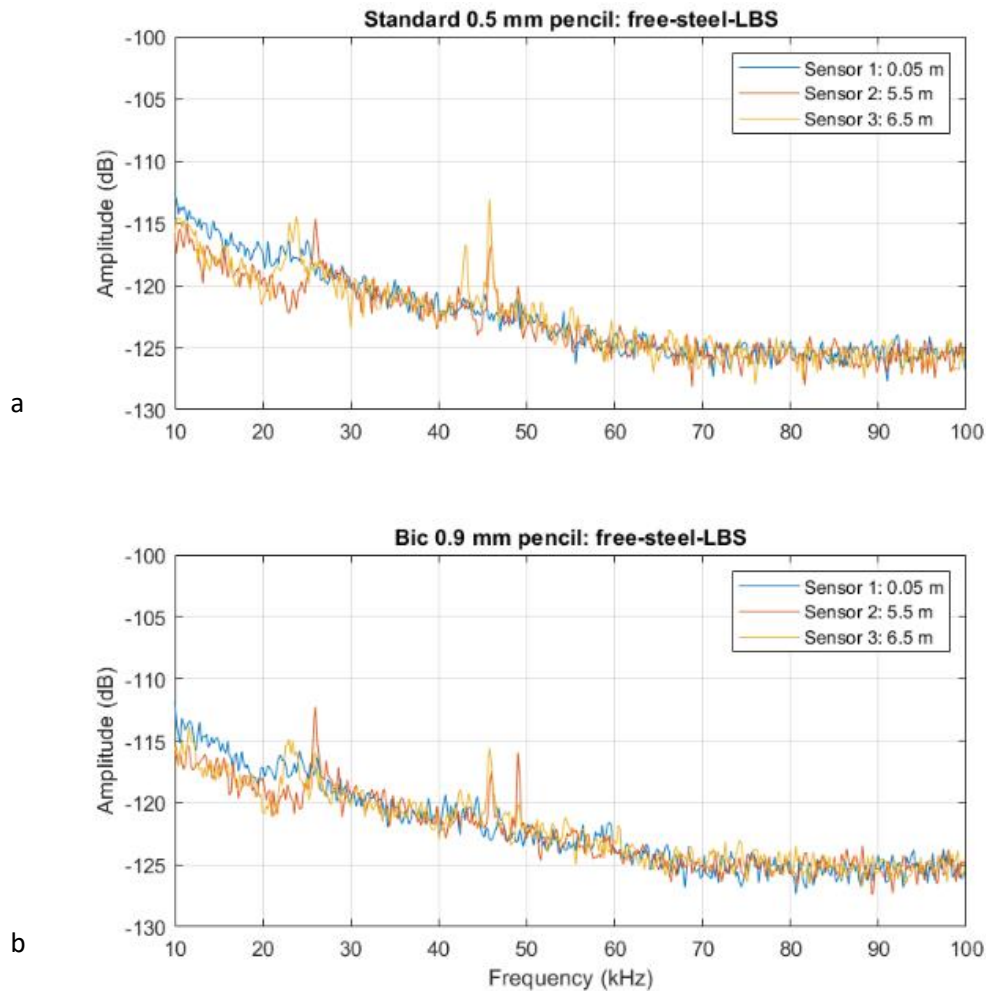 Standard 0.5 mm pencil: free-steel-LBS
-100
-105
-110
-115
-120
-125
-130
Amplitude (dB)
Sensor 1: 0.05 m
Sensor 2: 5.5 m
Sensor 3: 6.5 m
10 20 30 40 50 60 70 80 90 100
a
Bic 0.9 mm pencil: free-steel-LBS
-100
-105
-110
-115
-120
-125
-130
Amplitude (dB)
Sensor 1: 0.05 m
Sensor 2: 5.5 m
Sensor 3: 6.5 m
10 20 30 40 50 60 70 80 90 100
Frequency (kHz)
b